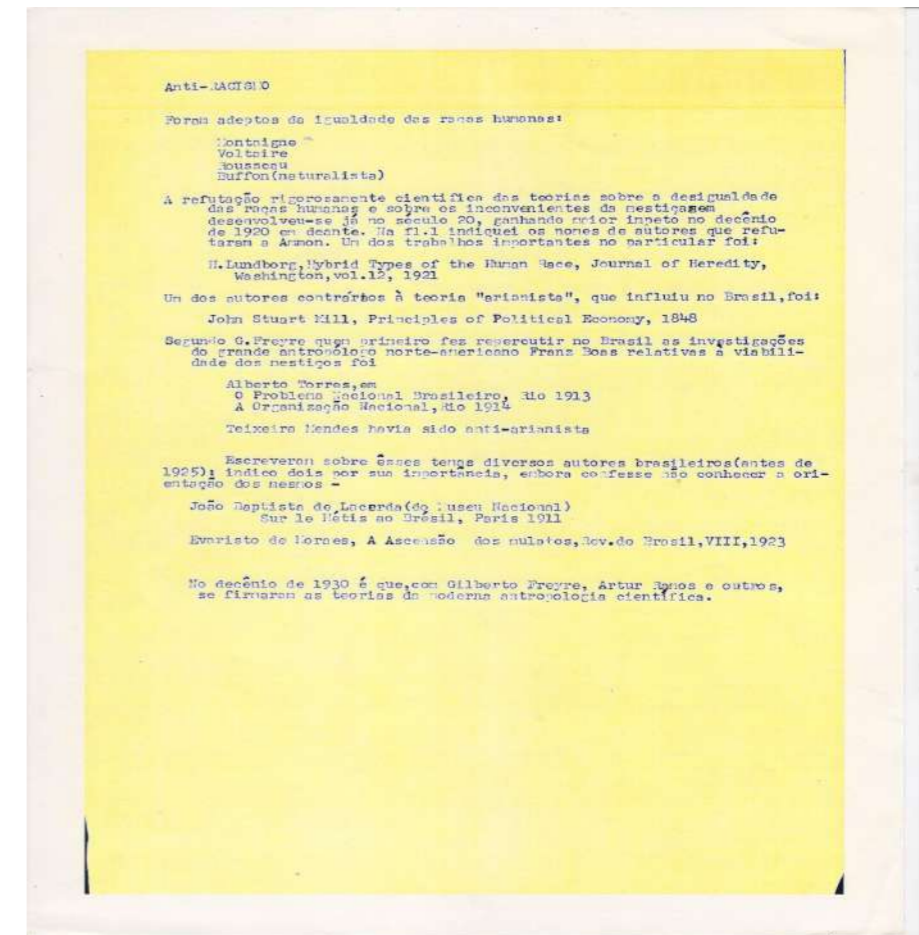 Anti-RACISMO
Foram adeptos da igualdade das raças humanas:
Montaigne
Voltaire
Rousseau
Buffon(naturalista)
A refutação rigorosamente cientifica das teorias sobre a desigualdade
das raças humanas e sobre os inconvenientes da mestiçagem
desenvolveu-se já no século 20, ganhando maior impeto no decênio
de 1920 em deante. Na fl.1 indiquei os nomes de autores que refu-
taram a Ammon. Um dos trabalhos importantes no particular foi:
H.Lundborg,Hybrid Types of the Human Race, Journal of Heredity,
Washington,vol.12, 1921
Um dos autores contrários à teoria "arianista", que influiu no Brasil,foi:
John Stuart Mill, Principles of Political Economy, 1848
Segundo G.Freyre quem primeiro fez repercutir no Brasil as investigações
do grande antropólogo norte-americano Franz Boas relativas à viabili-
dade dos mestiços foi
Alberto Torres,em
O Problema Nacional Brasileiro, Rio 1913
A Organização Nacional,Rio 1914
Teixeira Mendes havia sido anti-arianista
Escreveram sobre êsses temas diversos autores brasileiros(antes de
1925); indico dois por sua importancia, embora confesse não conhecer a ori-
entação dos mesmos -
João Baptista de Lacerda(do Museu Nacional)
Sur le Métis ao Brésil, Paris 1911
Evaristo de Moraes, A Ascensão dos mulatos,Rev.do Brasil,VIII,1923
No decênio de 1930 é que,com Gilberto Freyre, Artur Ramos e outros,
se firmaram as teorias da moderna antropologia cientifica.